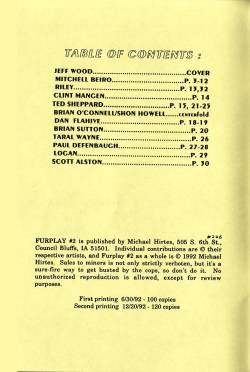 TABLE OF CONTENTS :
JEFF WOOD..............................COVER
MITCHELL BEIRO.........................P. 3-12
RILEY..................................P. 13,32
CLINT MANGEN...........................P. 14
TED SHEPPARD...........................P. 15, 21-25
BRIAN O'CONNELL/SHON HOWELL......centrefold
DAN FLAHIVE............................P. 18-19
BRIAN SUTTON...........................P. 20
TARAL WAYNE............................P. 26
PAUL DEFENBAUGH........................P. 27-28
LOGAN..................................P. 29
SCOTT ALSTON...........................P. 30
FURPLAY #2 is published by Michael Hirtes, 505 S. 6th St.,
Council Bluffs, IA 51501. Individual contributions are © their
respective artists, and Furplay #2 as a whole is © 1992 Michael
Hirtes. Sales to minors is not only strictly verboten, but it's a
sure-fire way to get busted by the cops, so don't do it. No
unauthorized reproduction is allowed, except for review
purposes.
First printing 6/30/92 - 100 copies
Second printing 12/20/92 - 120 copies